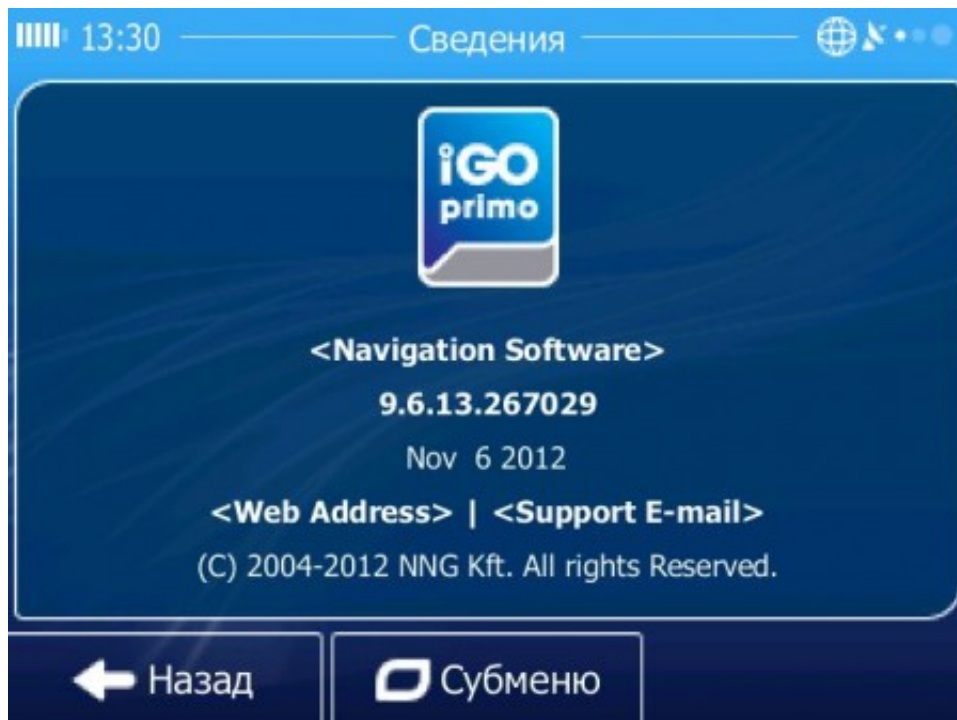 13:30 Сведения
iGO
primo
<Navigation Software>
9.6.13.267029
Nov  6 2012
<Web Address> | <Support E-mail>
(C) 2004-2012 NNG Kft. All rights Reserved.
Назад Субменю